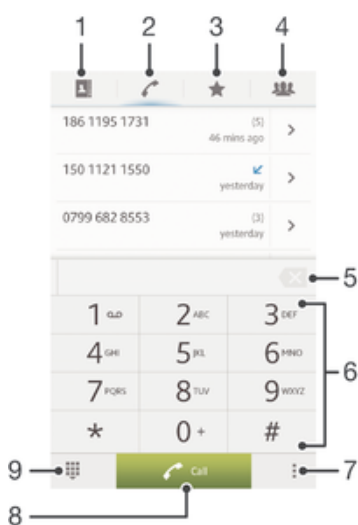 1 2 3 4
186 1195 1731 (5)
46 mins ago
150 1121 1550
yesterday
0799 682 8553 (3)
yesterday
5
1 2 ABC 3 DEF
4 GHI 5 JKL 6 MNO
6
7 PQRS 8 TUV 9 WXYZ
* 0 + #
9 Call 7
8